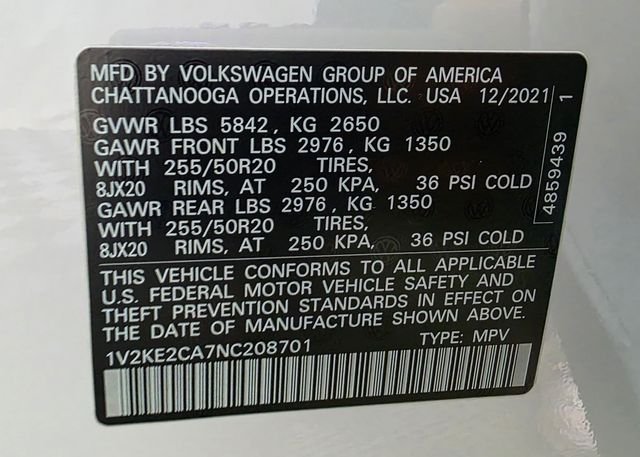 MFD BY VOLKSWAGEN GROUP OF AMERICA
CHATTANOOGA OPERATIONS, LLC. USA 12/2021
GVWR LBS 5842, KG 2650
GAWR FRONT LBS 2976, KG 1350
WITH 255/50R20 TIRES,
8JX20 RIMS, AT 250 KPA, 36 PSI COLD
GAWR REAR LBS 2976, KG 1350
WITH 255/50R20 TIRES,
8JX20 RIMS, AT 250 KPA, 36 PSI COLD
THIS VEHICLE CONFORMS TO ALL APPLICABLE
U.S. FEDERAL MOTOR VEHICLE SAFETY AND
THEFT PREVENTION STANDARDS IN EFFECT ON
THE DATE OF MANUFACTURE SHOWN ABOVE.
1V2KE2CA7NC208701 TYPE: MPV
4859439 1